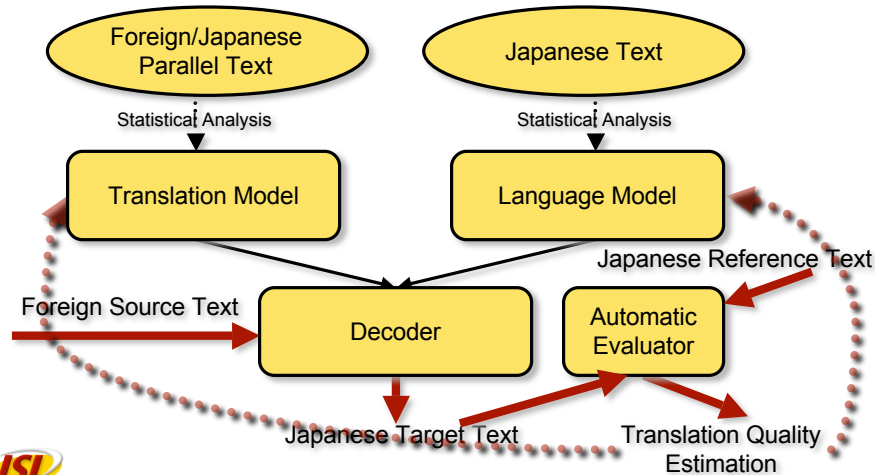 Foreign/Japanese
Parallel Text
Japanese Text
Statistical Analysis
Statistical Analysis
Translation Model
Language Model
Japanese Reference Text
Foreign Source Text
Decoder
Automatic
Evaluator
Japanese Target Text
Translation Quality
Estimation
ISI